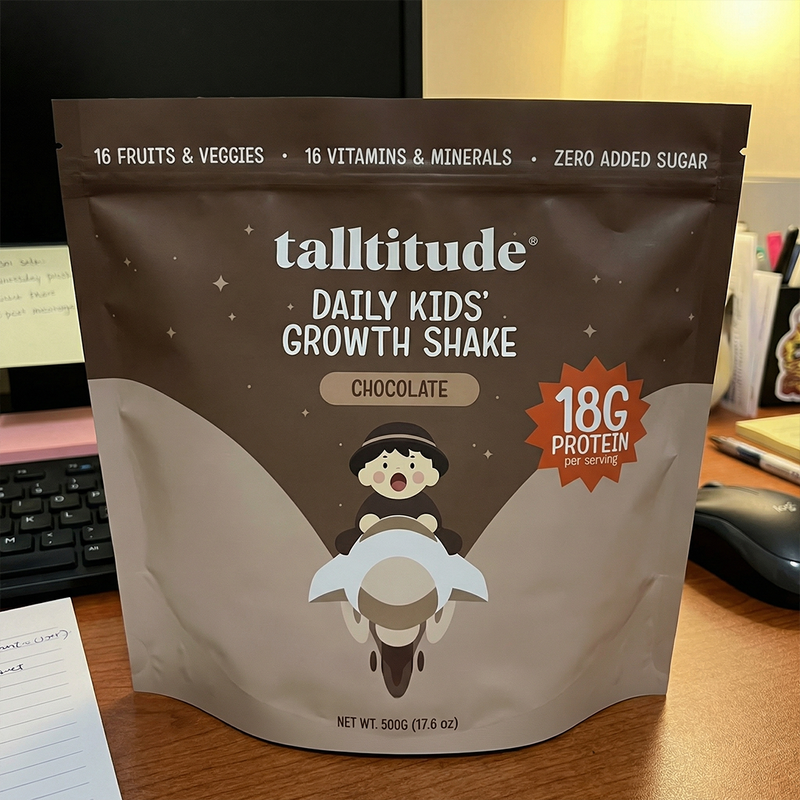 16 FRUITS & VEGGIES • 16 VITAMINS & MINERALS • ZERO ADDED SUGAR
talltitude®
DAILY KIDS'
GROWTH SHAKE
CHOCOLATE
18G
PROTEIN
per serving
NET WT. 500G (17.6 oz)